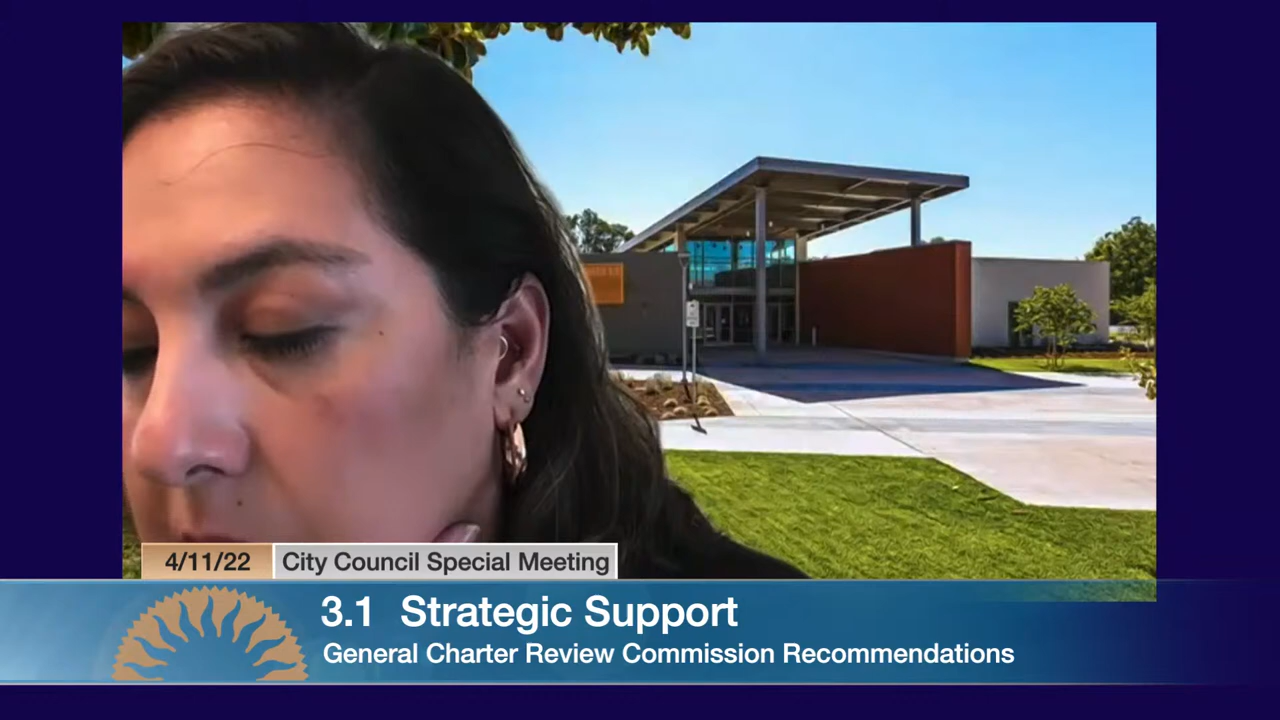 4/11/22
City Council Special Meeting
3.1 Strategic Support
General Charter Review Commission Recommendations